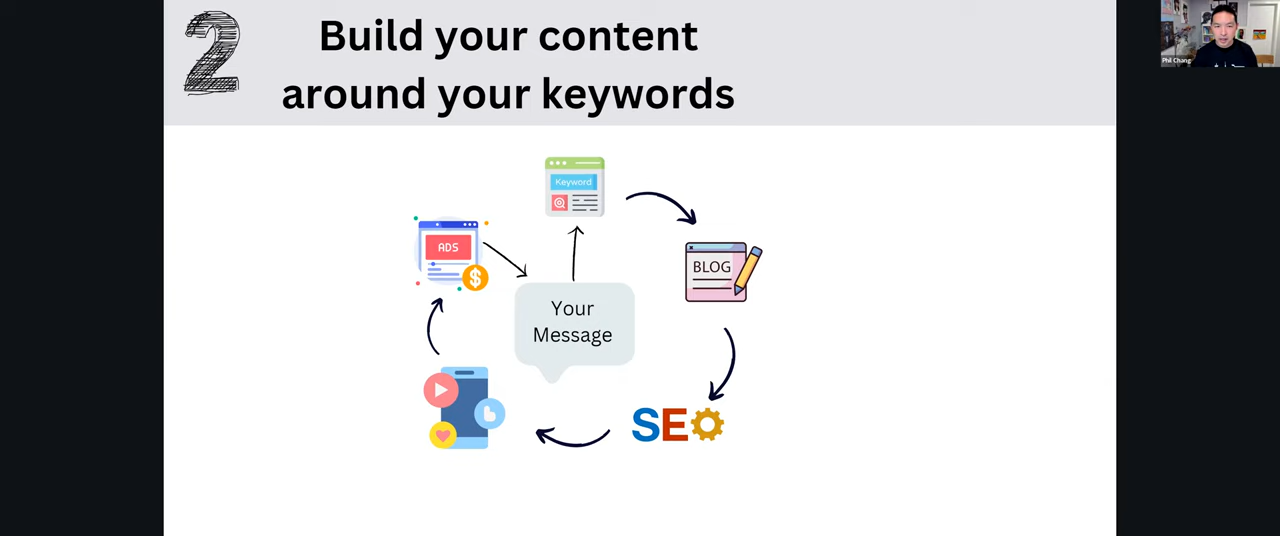 2
Build your content
around your keywords
Phil Chang
Keyword
ADS
$
BLOG
Your
Message
SEO